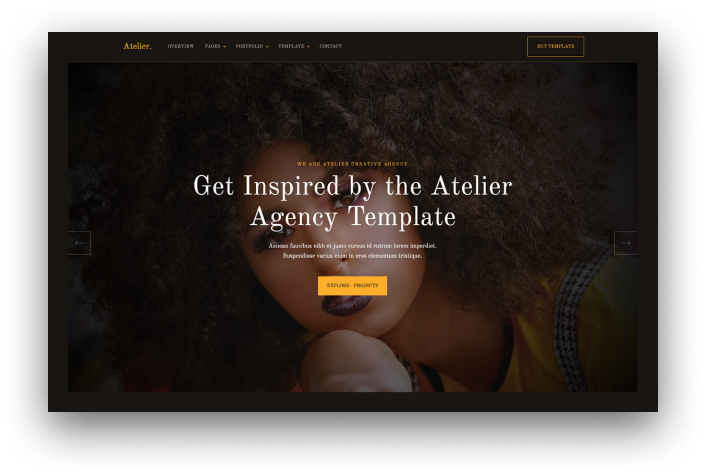 Atelier.
OVERVIEW PAGES PORTFOLIO TEMPLATE CONTACT
BUY TEMPLATE
WE ARE ATELIER CREATIVE AGENCY
Get Inspired by the Atelier
Agency Template
Aenean faucibus nibh et justo cursus id rutrum lorem imperdiet.
Suspendisse varius enim in eros elementum tristique.
EXPLORE - PROJECTS